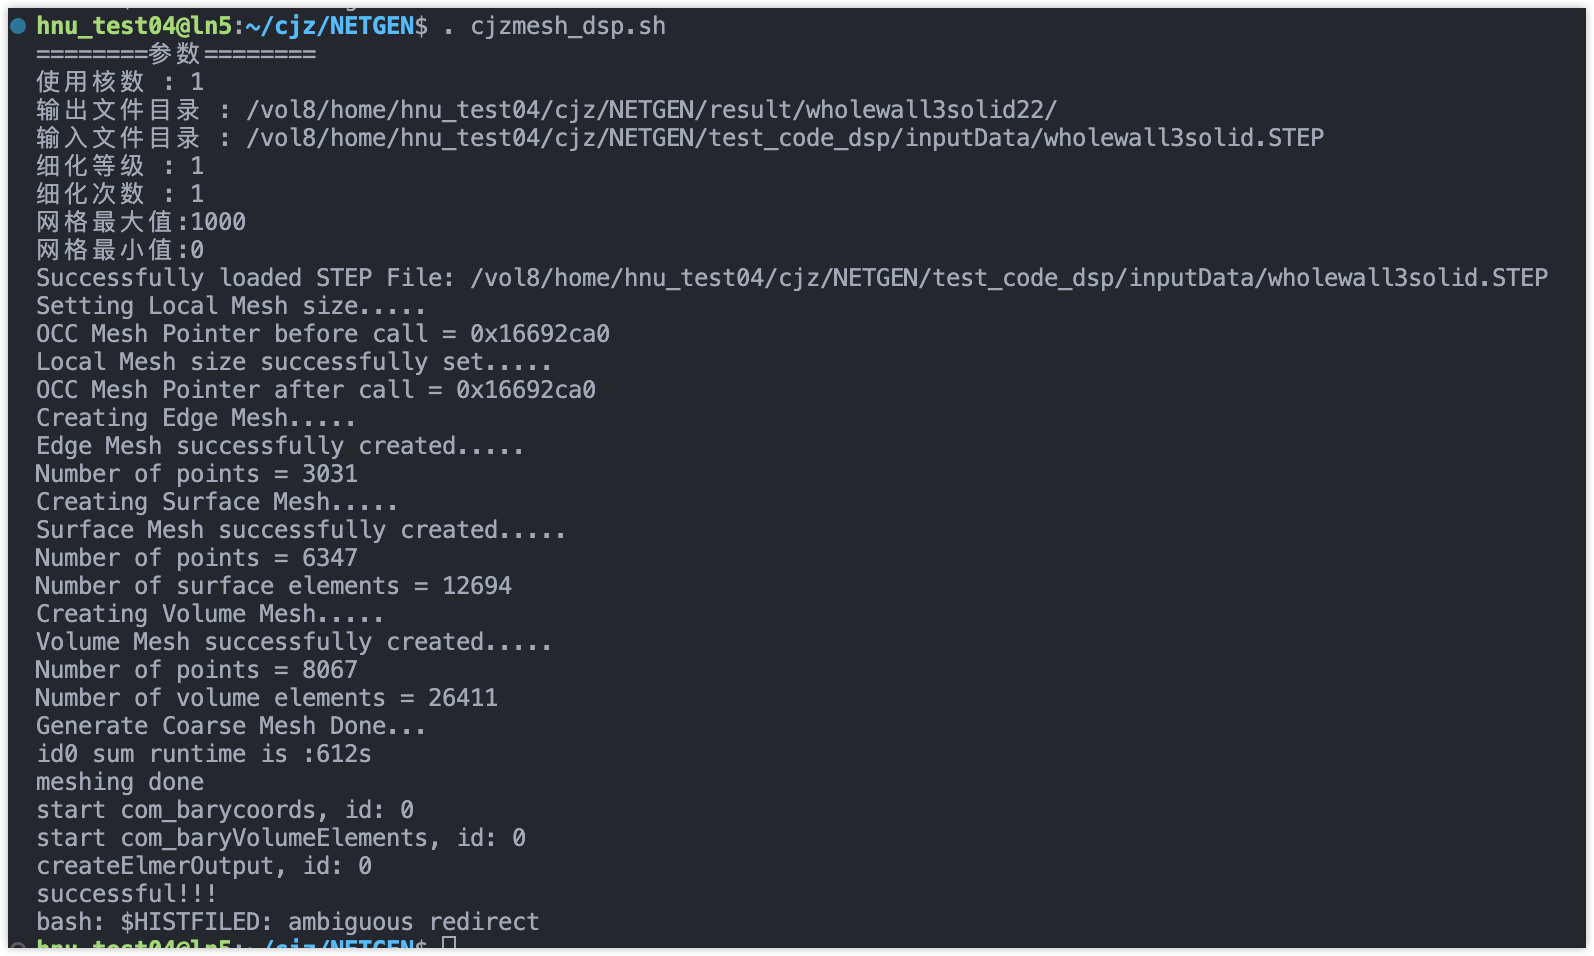 hnu_test04@ln5:~/cjz/NETGEN$ . cjzmesh_dsp.sh
========参数========
使用核数 : 1
输出文件目录 : /vol8/home/hnu_test04/cjz/NETGEN/result/wholewall3solid22/
输入文件目录 : /vol8/home/hnu_test04/cjz/NETGEN/test_code_dsp/inputData/wholewall3solid.STEP
细化等级 : 1
细化次数 : 1
网格最大值:1000
网格最小值:0
Successfully loaded STEP File: /vol8/home/hnu_test04/cjz/NETGEN/test_code_dsp/inputData/wholewall3solid.STEP
Setting Local Mesh size.....
OCC Mesh Pointer before call = 0x16692ca0
Local Mesh size successfully set.....
OCC Mesh Pointer after call = 0x16692ca0
Creating Edge Mesh.....
Edge Mesh successfully created.....
Number of points = 3031
Creating Surface Mesh.....
Surface Mesh successfully created.....
Number of points = 6347
Number of surface elements = 12694
Creating Volume Mesh.....
Volume Mesh successfully created.....
Number of points = 8067
Number of volume elements = 26411
Generate Coarse Mesh Done...
id0 sum runtime is :612s
meshing done
start com_barycoords, id: 0
start com_baryVolumeElements, id: 0
createElmerOutput, id: 0
successful!!!
bash: $HISTFILED: ambiguous redirect
hnu_test04@ln5:~/cjz/NETGEN$